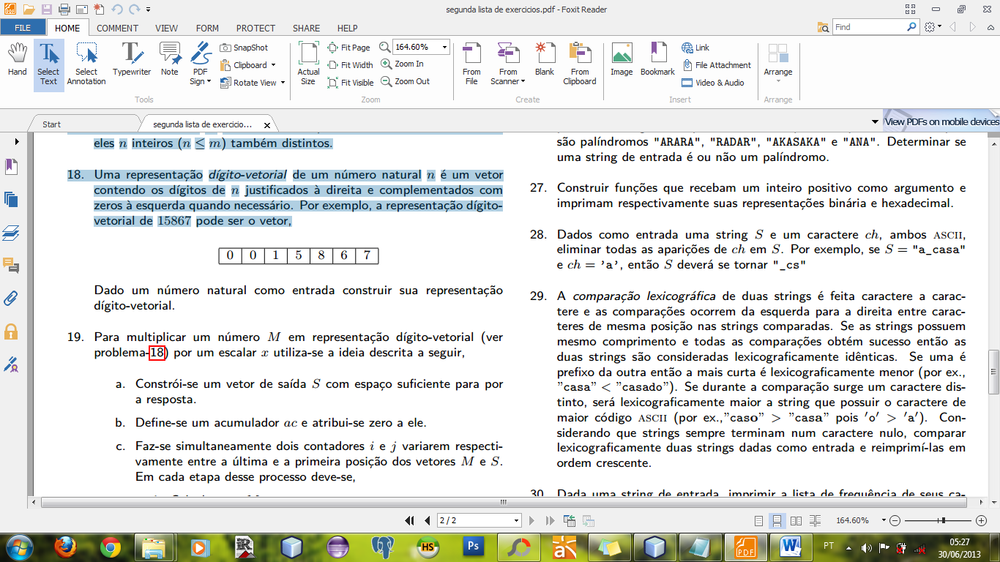 segunda lista de exercicios.pdf - Foxit Reader
FILE
HOME
COMMENT
VIEW
FORM
PROTECT
SHARE
HELP
Find
Hand
Select Text
Select Annotation
Typewriter
Note
PDF Sign
SnapShot
Clipboard
Rotate View
Tools
Actual Size
Fit Page
Fit Width
Fit Visible
164.60%
Zoom In
Zoom Out
Zoom
From File
From Scanner
Blank
From Clipboard
Create
Image
Bookmark
Link
File Attachment
Video & Audio
Insert
Arrange
Arrange
Start
segunda lista de exercicio...
View PDFs on mobile devices
eles n inteiros (n ≤ m) também distintos.
18. Uma representação dígito-vetorial de um número natural n é um vetor
contendo os dígitos de n justificados à direita e complementados com
zeros à esquerda quando necessário. Por exemplo, a representação dígito-
vetorial de 15867 pode ser o vetor,
0 0 1 5 8 6 7
Dado um número natural como entrada construir sua representação
dígito-vetorial.
19. Para multiplicar um número M em representação dígito-vetorial (ver
problema-18) por um escalar x utiliza-se a ideia descrita a seguir,
a. Constrói-se um vetor de saída S com espaço suficiente para por
a resposta.
b. Define-se um acumulador ac e atribui-se zero a ele.
c. Faz-se simultaneamente dois contadores i e j variarem respecti-
vamente entre a última e a primeira posição dos vetores M e S.
Em cada etapa desse processo deve-se,
são palíndromos "ARARA", "RADAR", "AKASAKA" e "ANA". Determinar se
uma string de entrada é ou não um palíndromo.
27. Construir funções que recebam um inteiro positivo como argumento e
imprimam respectivamente suas representações binária e hexadecimal.
28. Dados como entrada uma string S e um caractere ch, ambos ASCII,
eliminar todas as aparições de ch em S. Por exemplo, se S = "a_casa"
e ch = 'a', então S deverá se tornar "_cs"
29. A comparação lexicográfica de duas strings é feita caractere a carac-
tere e as comparações ocorrem da esquerda para a direita entre carac-
teres de mesma posição nas strings comparadas. Se as strings possuem
mesmo comprimento e todas as comparações obtém sucesso então as
duas strings são consideradas lexicograficamente idênticas. Se uma é
prefixo da outra então a mais curta é lexicograficamente menor (por ex.,
"casa" < "casado"). Se durante a comparação surge um caractere dis-
tinto, será lexicograficamente maior a string que possuir o caractere de
maior código ASCII (por ex.,"caso" > "casa" pois 'o' > 'a'). Con-
siderando que strings sempre terminam num caractere nulo, comparar
lexicograficamente duas strings dadas como entrada e reimprimí-las em
ordem crescente.
30. Dada uma string de entrada, imprimir a lista de frequência de seus ca-
2 / 2
164.60%
R
HS
Ps
PDF
W
PT
05:27
30/06/2013